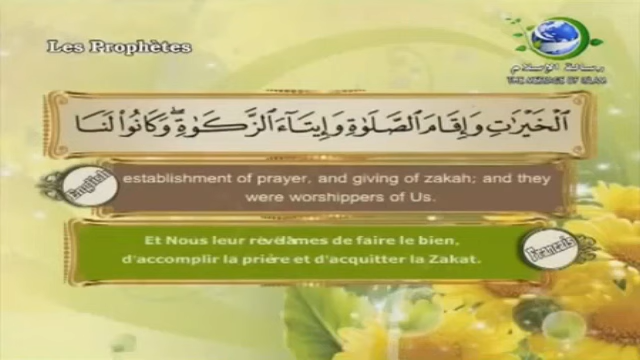 Les Prophètes
رسالة الإسلام
THE MESSAGE OF ISLAM
ٱلْخَيْرَٰتِ وَإِقَامَ ٱلصَّلَوٰةِ وَإِيتَآءَ ٱلزَّكَوٰةِ ۖ وَكَانُوا۟ لَنَا
English
establishment of prayer, and giving of zakah; and they
were worshippers of Us.
Et Nous leur révélâmes de faire le bien,
d'accomplir la prière et d'acquitter la Zakat.
Francais